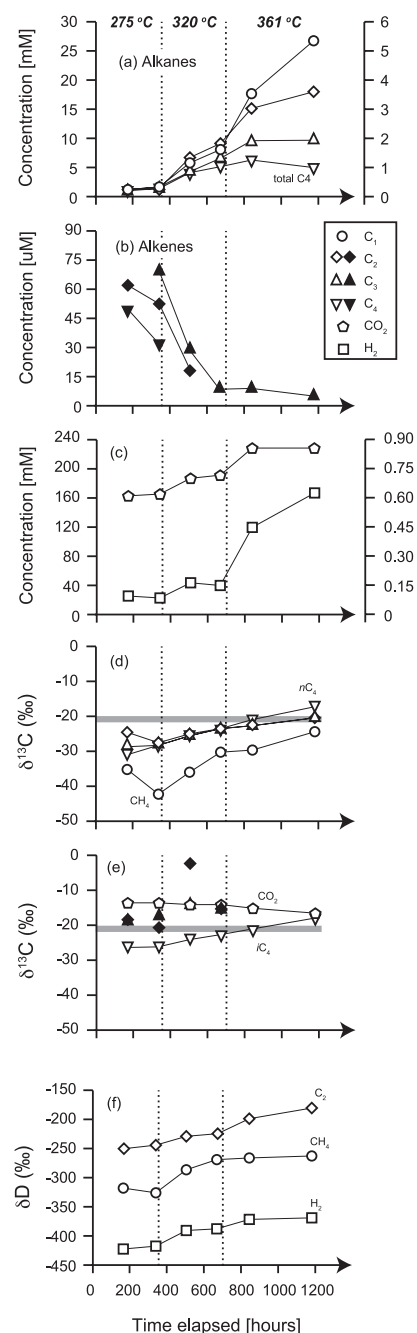 275 °C 320 °C 361 °C
30 6
25 5
20 4
15 3
10 2
5 1
0 0
Concentration [mM]
(a) Alkanes
total C4
90
75
60
45
30
15
0
Concentration [uM]
(b) Alkenes
C1
C2
C3
C4
CO2
H2
240 0.90
200 0.75
160 0.60
120 0.45
80 0.30
40 0.15
0 0
Concentration [mM]
(c)
0
-10
-20
-30
-40
-50
δ13C (‰)
(d)
nC4
CH4
0
-10
-20
-30
-40
-50
δ13C (‰)
(e)
CO2
iC4
-150
-200
-250
-300
-350
-400
-450
δD (‰)
(f)
C2
CH4
H2
0 200 400 600 800 1000 1200
Time elapsed [hours]